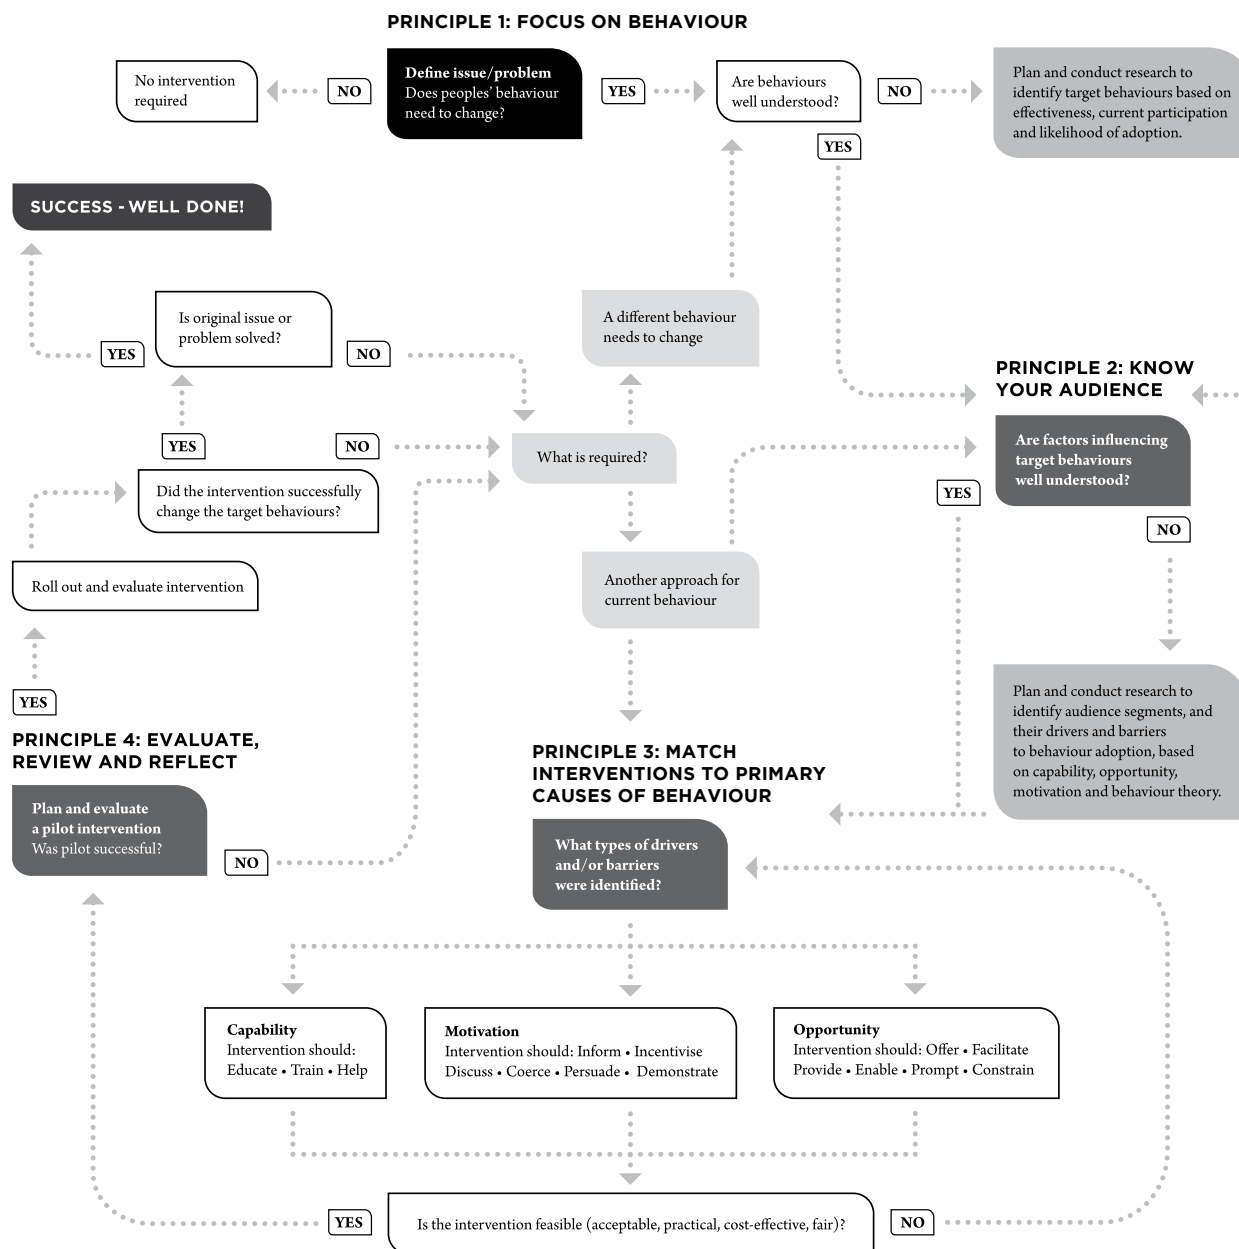 PRINCIPLE 1: FOCUS ON BEHAVIOUR
No intervention
required
NO
Define issue/problem
Does peoples' behaviour
need to change?
YES
Are behaviours
well understood?
NO
Plan and conduct research to
identify target behaviours based on
effectiveness, current participation
and likelihood of adoption.
YES
SUCCESS - WELL DONE!
Is original issue or
problem solved?
YES
NO
A different behaviour
needs to change
PRINCIPLE 2: KNOW
YOUR AUDIENCE
YES
NO
What is required?
Are factors influencing
target behaviours
well understood?
YES
NO
Did the intervention successfully
change the target behaviours?
Roll out and evaluate intervention
Another approach for
current behaviour
YES
PRINCIPLE 4: EVALUATE,
REVIEW AND REFLECT
Plan and evaluate
a pilot intervention
Was pilot successful?
NO
PRINCIPLE 3: MATCH
INTERVENTIONS TO PRIMARY
CAUSES OF BEHAVIOUR
What types of drivers
and/or barriers
were identified?
Plan and conduct research to
identify audience segments, and
their drivers and barriers
to behaviour adoption, based
on capability, opportunity,
motivation and behaviour theory.
Capability
Intervention should:
Educate • Train • Help
Motivation
Intervention should: Inform • Incentivise
Discuss • Coerce • Persuade • Demonstrate
Opportunity
Intervention should: Offer • Facilitate
Provide • Enable • Prompt • Constrain
YES
Is the intervention feasible (acceptable, practical, cost-effective, fair)?
NO